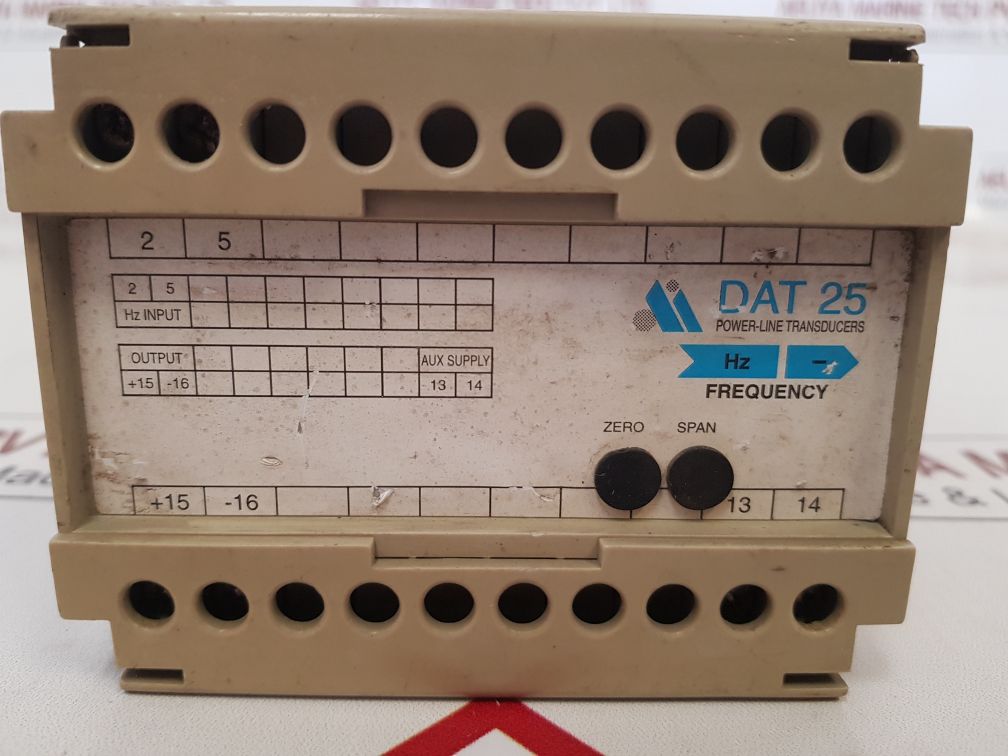 2 5
2 5
Hz INPUT
DAT 25
POWER-LINE TRANSDUCERS
OUTPUT AUX SUPPLY
Hz
+15 -16 13 14
FREQUENCY
ZERO SPAN
+15 -16 13 14